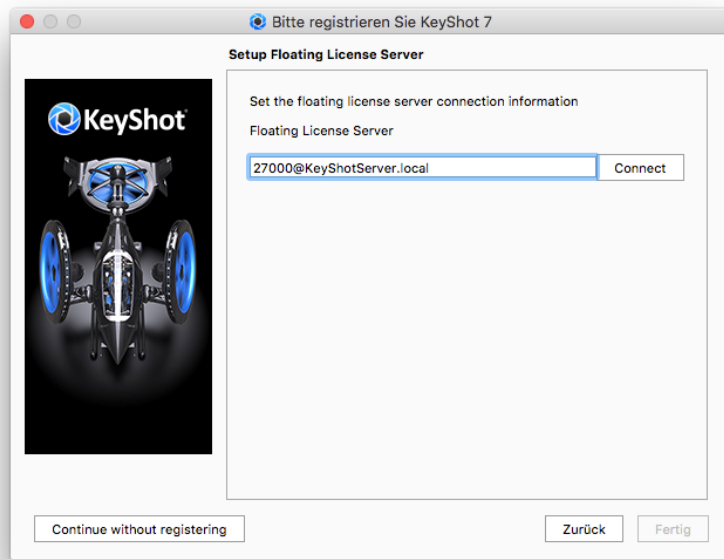 Bitte registrieren Sie KeyShot 7
Setup Floating License Server
KeyShot
Set the floating license server connection information
Floating License Server
27000@KeyShotServer.local
Connect
Continue without registering
Zurück
Fertig